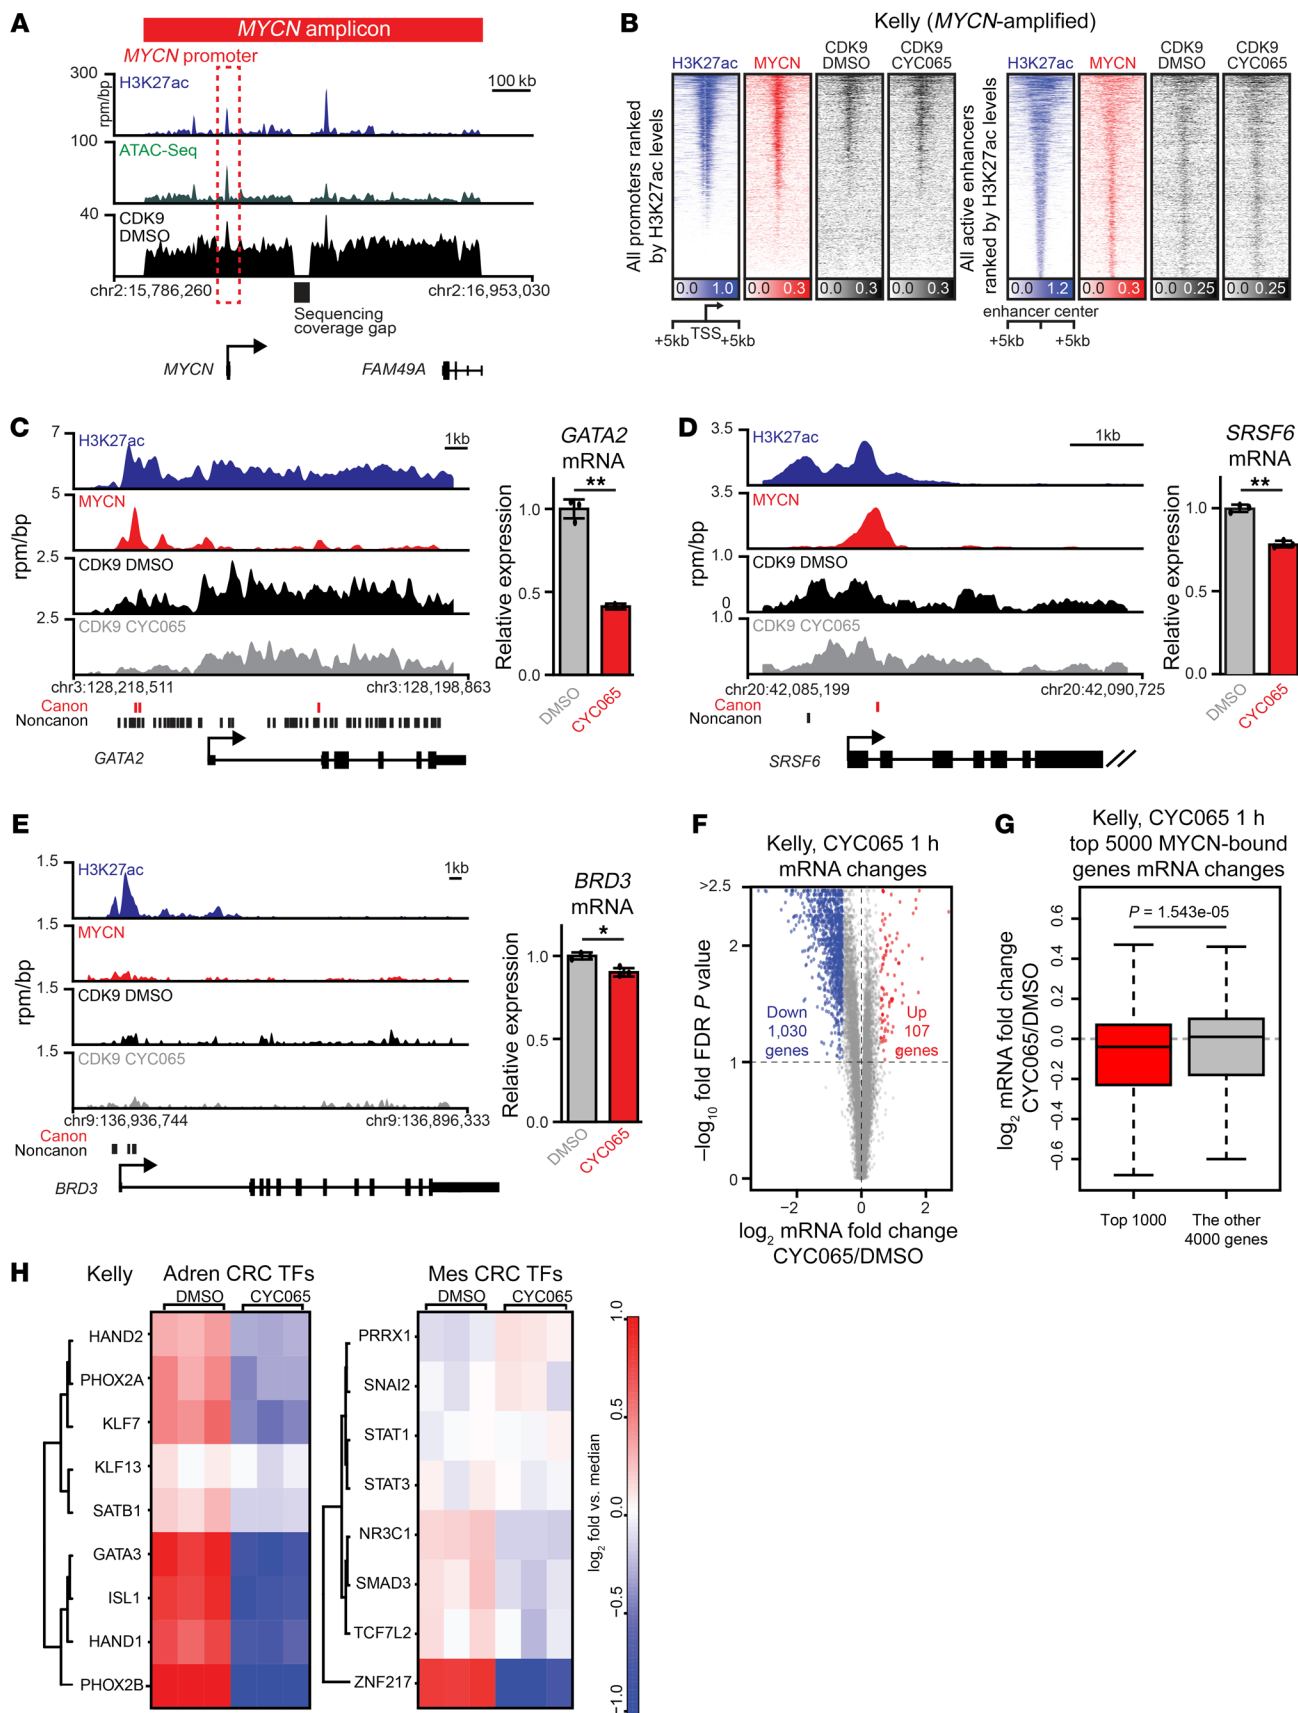 A
MYCN amplicon
MYCN promoter
300
rpm/bp
H3K27ac
100 kb
100
ATAC-Seq
40
CDK9
DMSO
chr2:15,786,260
chr2:16,953,030
Sequencing
coverage gap
MYCN
FAM49A
B
Kelly (MYCN-amplified)
H3K27ac
MYCN
CDK9
DMSO
CDK9
CYC065
H3K27ac
MYCN
CDK9
DMSO
CDK9
CYC065
All promoters ranked
by H3K27ac levels
All active enhancers
ranked by H3K27ac levels
0.0 1.0
0.0 0.3
0.0 0.3
0.0 0.3
0.0 1.2
0.0 0.3
0.0 0.25
0.0 0.25
+5kb TSS +5kb
enhancer center
+5kb +5kb
C
7
H3K27ac
1kb
5
MYCN
rpm/bp
2.5
CDK9 DMSO
2.5
2.5
CDK9 CYC065
chr3:128,218,511
chr3:128,198,863
Canon
Noncanon
GATA2
GATA2
mRNA
**
Relative expression
1.0
0.5
0.0
DMSO
CYC065
D
3.5
H3K27ac
1kb
3.5
MYCN
rpm/bp
1.0
CDK9 DMSO
0
1.0
CDK9 CYC065
chr20:42,085,199
chr20:42,090,725
Canon
Noncanon
SRSF6
SRSF6
mRNA
**
Relative expression
1.0
0.5
0.0
DMSO
CYC065
E
1.5
H3K27ac
1kb
1.5
MYCN
rpm/bp
1.5
CDK9 DMSO
1.5
CDK9 CYC065
chr9:136,936,744
chr9:136,896,333
Canon
Noncanon
BRD3
BRD3
mRNA
*
Relative expression
1.0
0.5
0.0
DMSO
CYC065
F
Kelly, CYC065 1 h
mRNA changes
>2.5
2
1
0
–log10 fold FDR P value
Down
1,030
genes
Up
107
genes
−2 0 2
log2 mRNA fold change
CYC065/DMSO
G
Kelly, CYC065 1 h
top 5000 MYCN-bound
genes mRNA changes
P = 1.543e-05
log2 mRNA fold change
CYC065/DMSO
0.6
0.4
0.2
0.0
−0.2
−0.4
−0.6
Top 1000
The other
4000 genes
H
Kelly
Adren CRC TFs
DMSO CYC065
HAND2
PHOX2A
KLF7
KLF13
SATB1
GATA3
ISL1
HAND1
PHOX2B
Mes CRC TFs
DMSO CYC065
PRRX1
SNAI2
STAT1
STAT3
NR3C1
SMAD3
TCF7L2
ZNF217
1.0
0.5
0.0
−0.5
−1.0
log2 fold vs. median